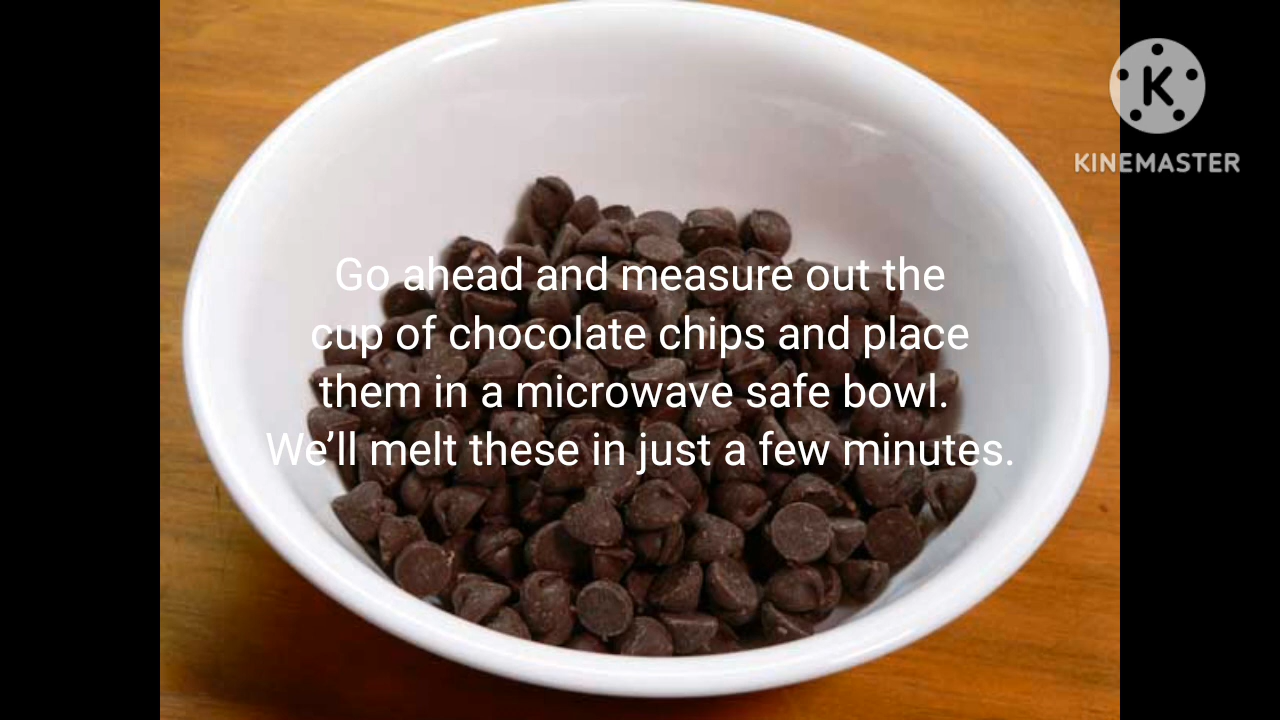 KINEMASTER
Go ahead and measure out the
cup of chocolate chips and place
them in a microwave safe bowl.
We’ll melt these in just a few minutes.